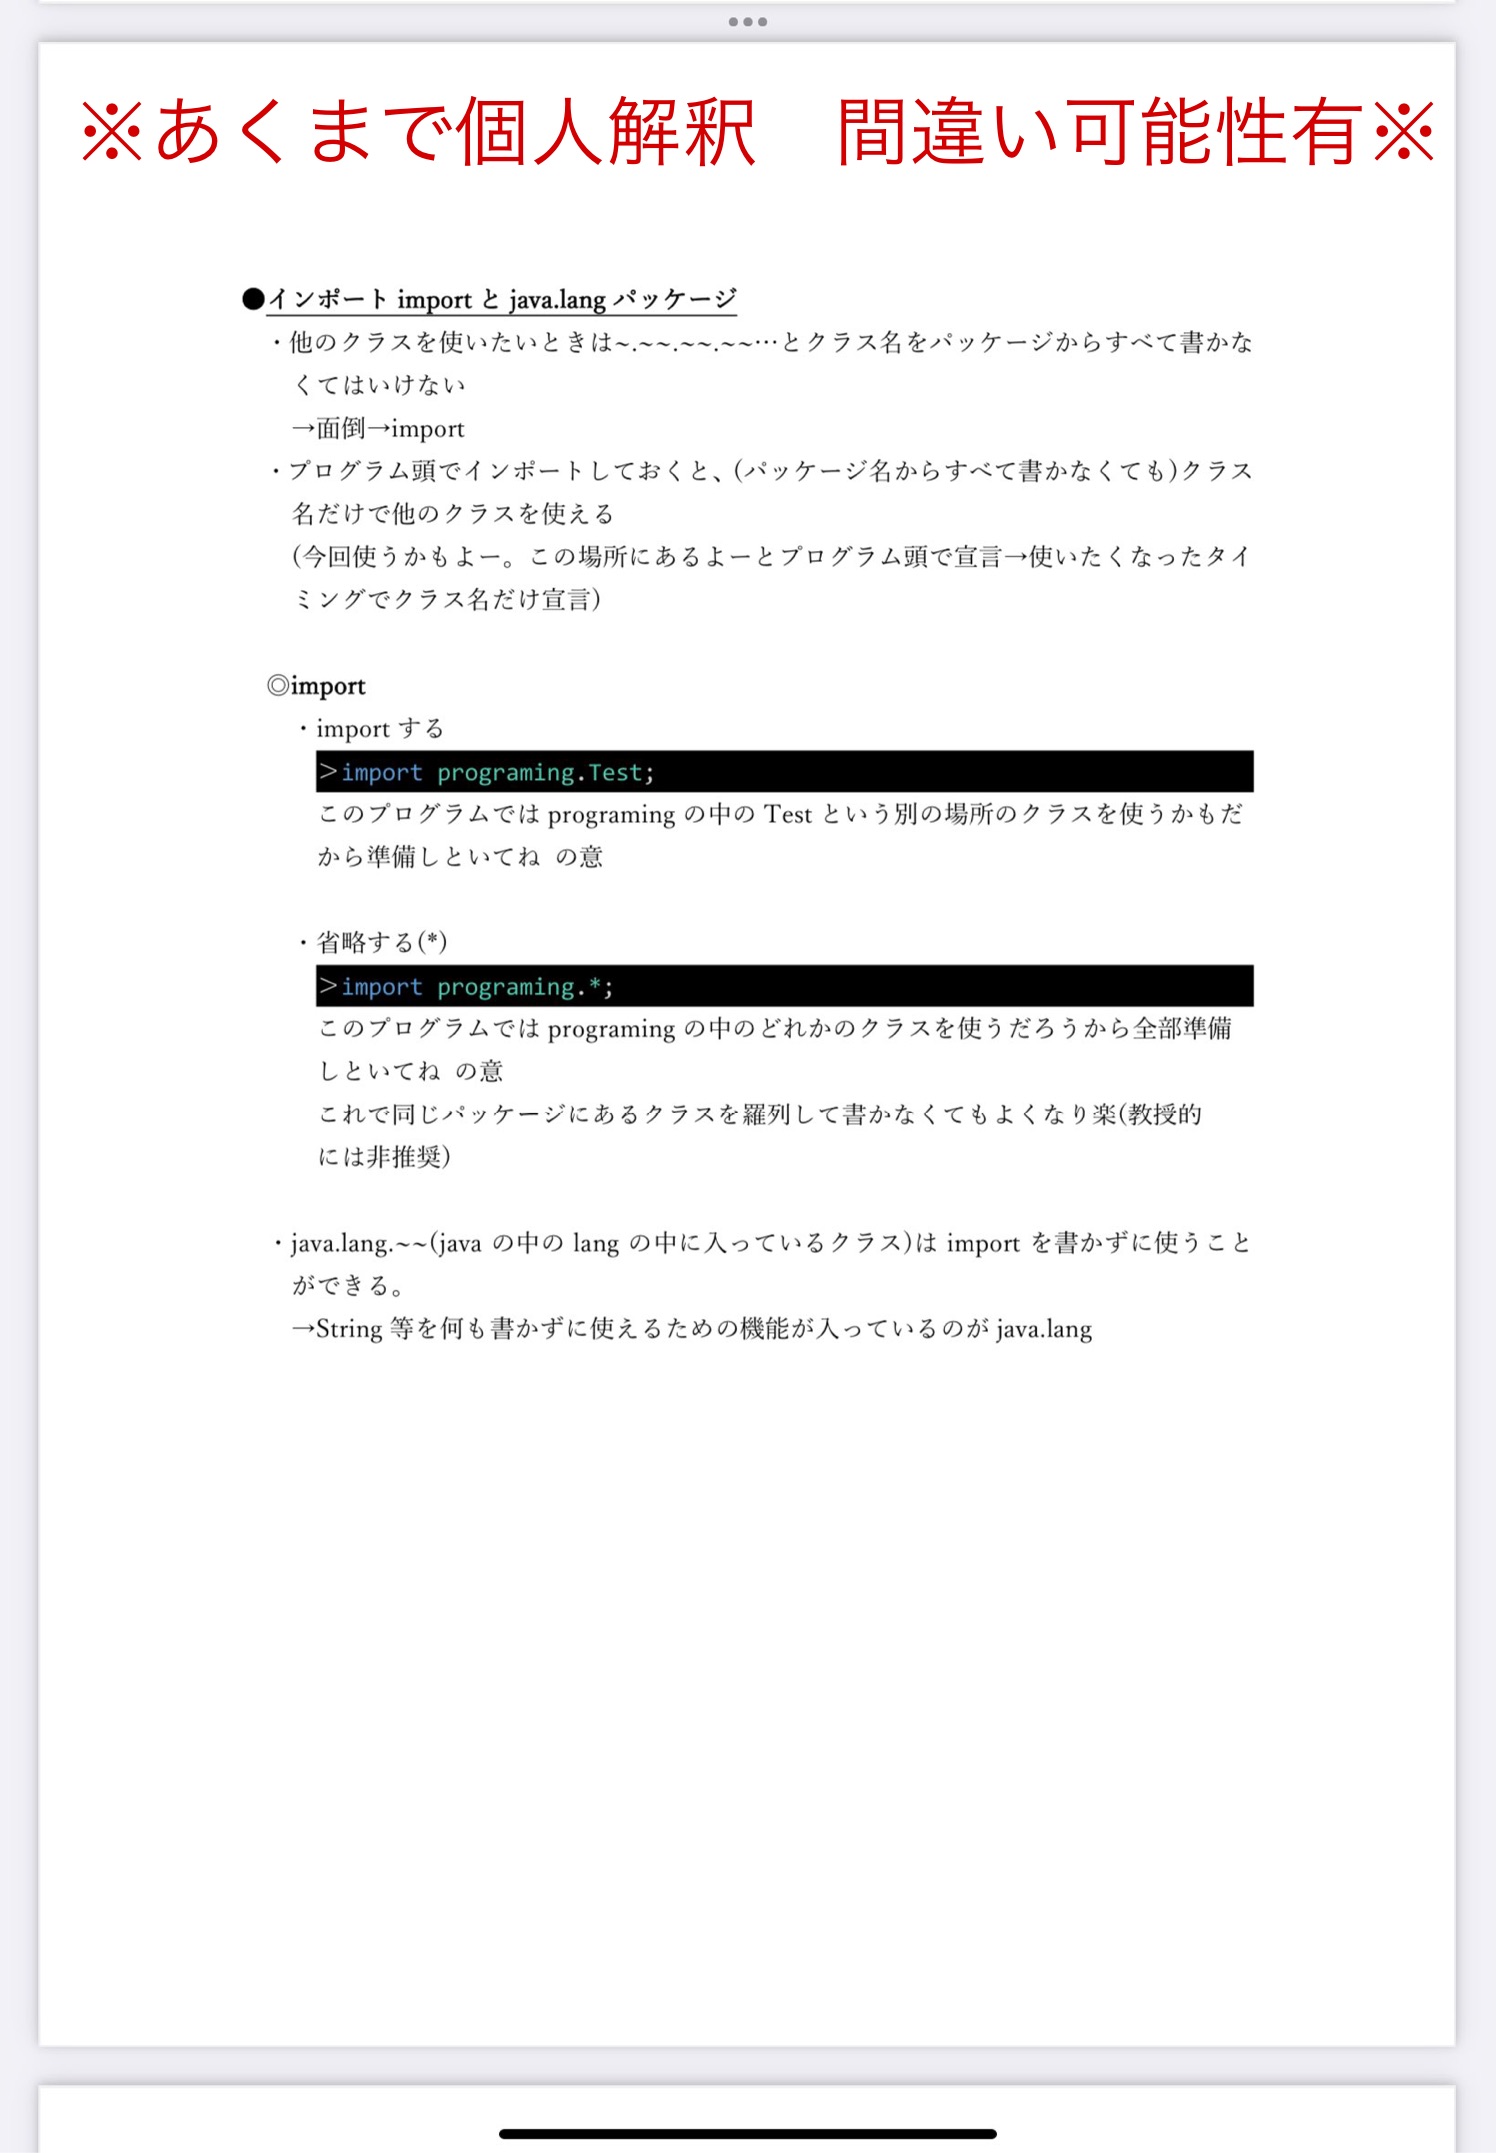 ※あくまで個人解釈　間違い可能性有※
●インポート import と java.lang パッケージ
・他のクラスを使いたいときは~.~~.~~.~~…とクラス名をパッケージからすべて書かな
くてはいけない
→面倒→import
・プログラム頭でインポートしておくと、(パッケージ名からすべて書かなくても)クラス
名だけで他のクラスを使える
(今回使うかもよー。この場所にあるよーとプログラム頭で宣言→使いたくなったタイ
ミングでクラス名だけ宣言)
◎import
・import する
>import programing.Test;
このプログラムでは programing の中の Test という別の場所のクラスを使うかもだ
から準備しといてね の意
・省略する(*)
>import programing.*;
このプログラムでは programing の中のどれかのクラスを使うだろうから全部準備
しといてね の意
これで同じパッケージにあるクラスを羅列して書かなくてもよくなり楽(教授的
には非推奨)
・java.lang.~~(java の中の lang の中に入っているクラス)は import を書かずに使うこと
ができる。
→String 等を何も書かずに使えるための機能が入っているのが java.lang